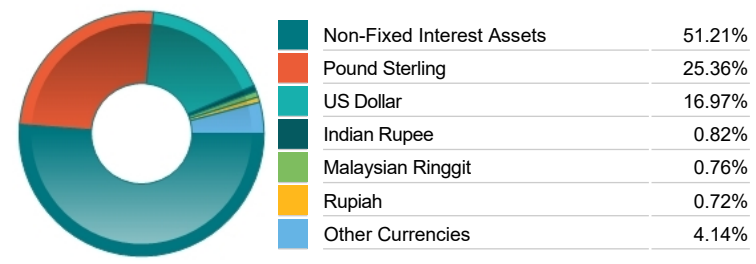 Non-Fixed Interest Assets 51.21%
Pound Sterling 25.36%
US Dollar 16.97%
Indian Rupee 0.82%
Malaysian Ringgit 0.76%
Rupiah 0.72%
Other Currencies 4.14%